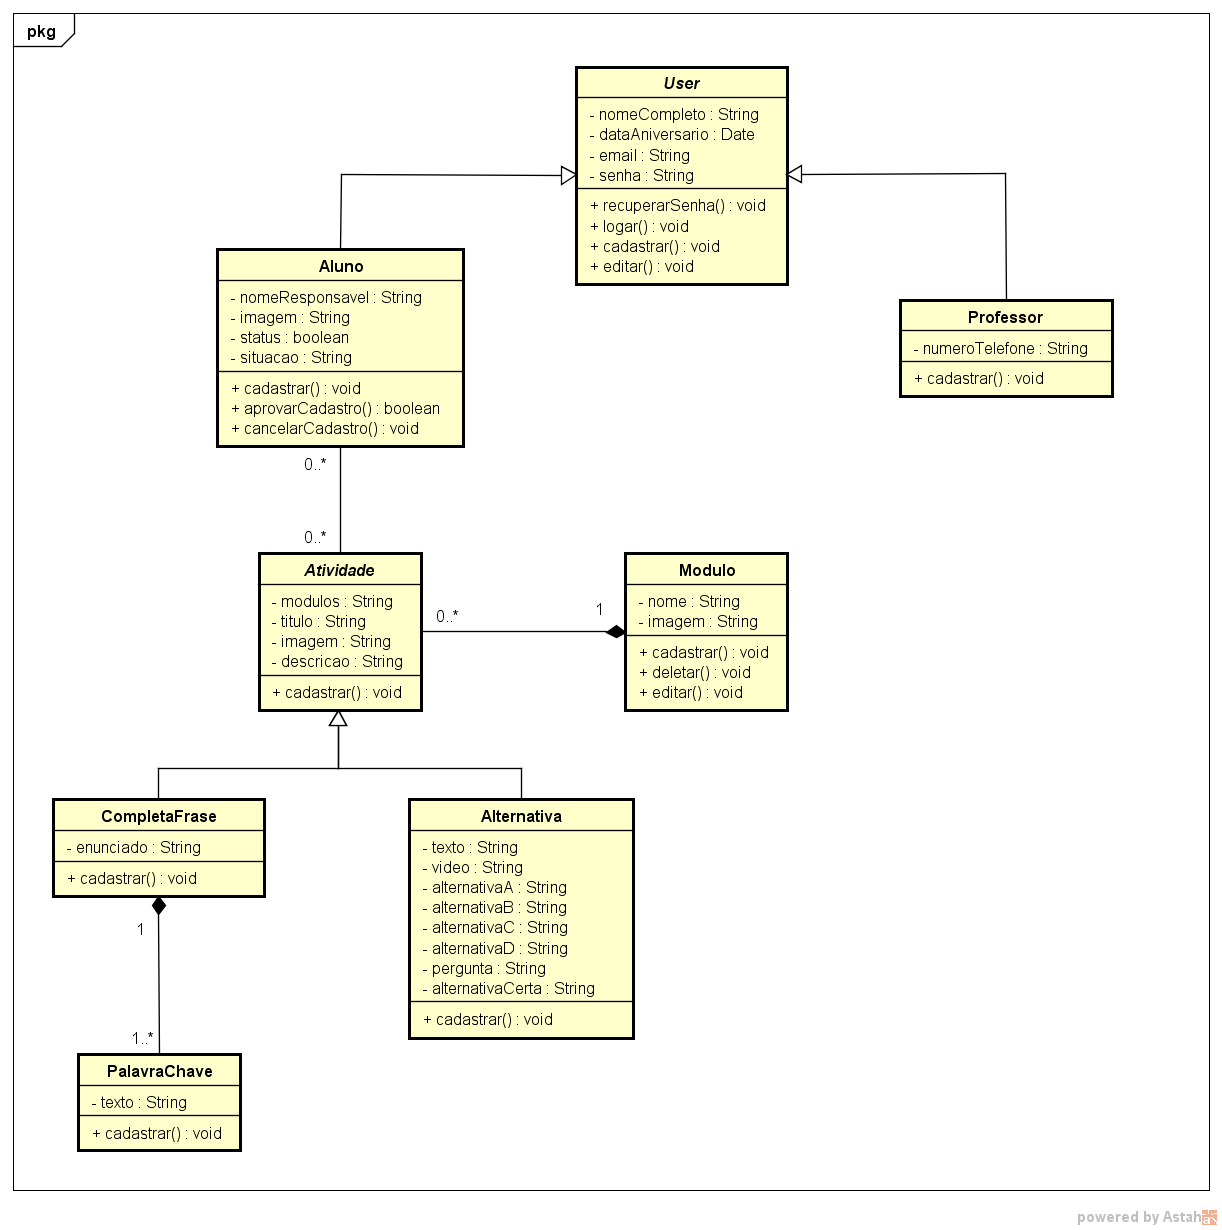 pkg
User
- nomeCompleto : String
- dataAniversario : Date
- email : String
- senha : String
+ recuperarSenha() : void
+ logar() : void
+ cadastrar() : void
+ editar() : void
Aluno
- nomeResponsavel : String
- imagem : String
- status : boolean
- situacao : String
+ cadastrar() : void
+ aprovarCadastro() : boolean
+ cancelarCadastro() : void
Professor
- numeroTelefone : String
+ cadastrar() : void
0..*
0..*
Atividade
- modulos : String
- titulo : String
- imagem : String
- descricao : String
+ cadastrar() : void
0..*
1
Modulo
- nome : String
- imagem : String
+ cadastrar() : void
+ deletar() : void
+ editar() : void
CompletaFrase
- enunciado : String
+ cadastrar() : void
Alternativa
- texto : String
- video : String
- alternativaA : String
- alternativaB : String
- alternativaC : String
- alternativaD : String
- pergunta : String
- alternativaCerta : String
+ cadastrar() : void
1
1..*
PalavraChave
- texto : String
+ cadastrar() : void
powered by Astah